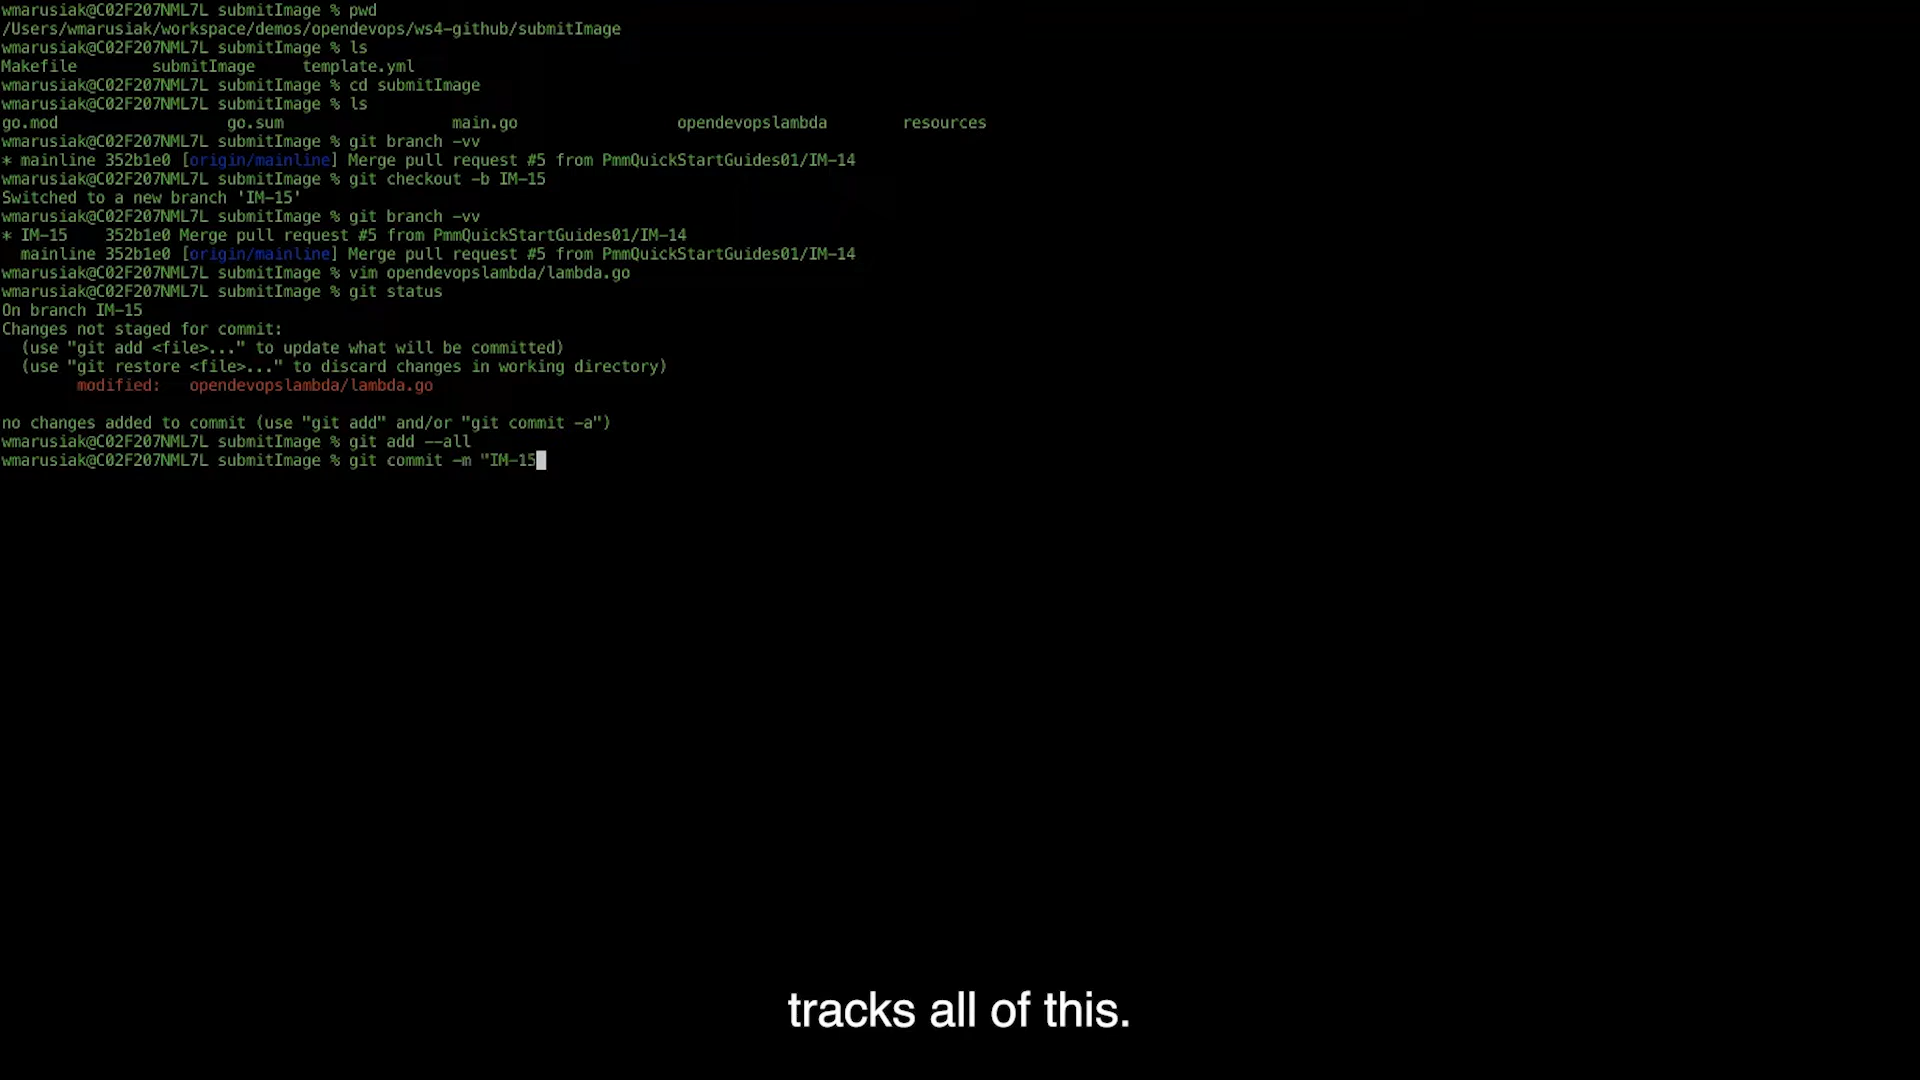 wmarusiak@C02F207NML7L submitImage % pwd
/Users/wmarusiak/workspace/demos/opendevops/ws4-github/submitImage
wmarusiak@C02F207NML7L submitImage % ls
Makefile submitImage template.yml
wmarusiak@C02F207NML7L submitImage % cd submitImage
wmarusiak@C02F207NML7L submitImage % ls
go.mod go.sum main.go opendevopslambda resources
wmarusiak@C02F207NML7L submitImage % git branch -vv
* mainline 352b1e0 [origin/mainline] Merge pull request #5 from PmmQuickStartGuides01/IM-14
wmarusiak@C02F207NML7L submitImage % git checkout -b IM-15
Switched to a new branch 'IM-15'
wmarusiak@C02F207NML7L submitImage % git branch -vv
* IM-15 352b1e0 Merge pull request #5 from PmmQuickStartGuides01/IM-14
mainline 352b1e0 [origin/mainline] Merge pull request #5 from PmmQuickStartGuides01/IM-14
wmarusiak@C02F207NML7L submitImage % vim opendevopslambda/lambda.go
wmarusiak@C02F207NML7L submitImage % git status
On branch IM-15
Changes not staged for commit:
(use "git add <file>..." to update what will be committed)
(use "git restore <file>..." to discard changes in working directory)
modified: opendevopslambda/lambda.go
no changes added to commit (use "git add" and/or "git commit -a")
wmarusiak@C02F207NML7L submitImage % git add --all
wmarusiak@C02F207NML7L submitImage % git commit -m "IM-15
tracks all of this.